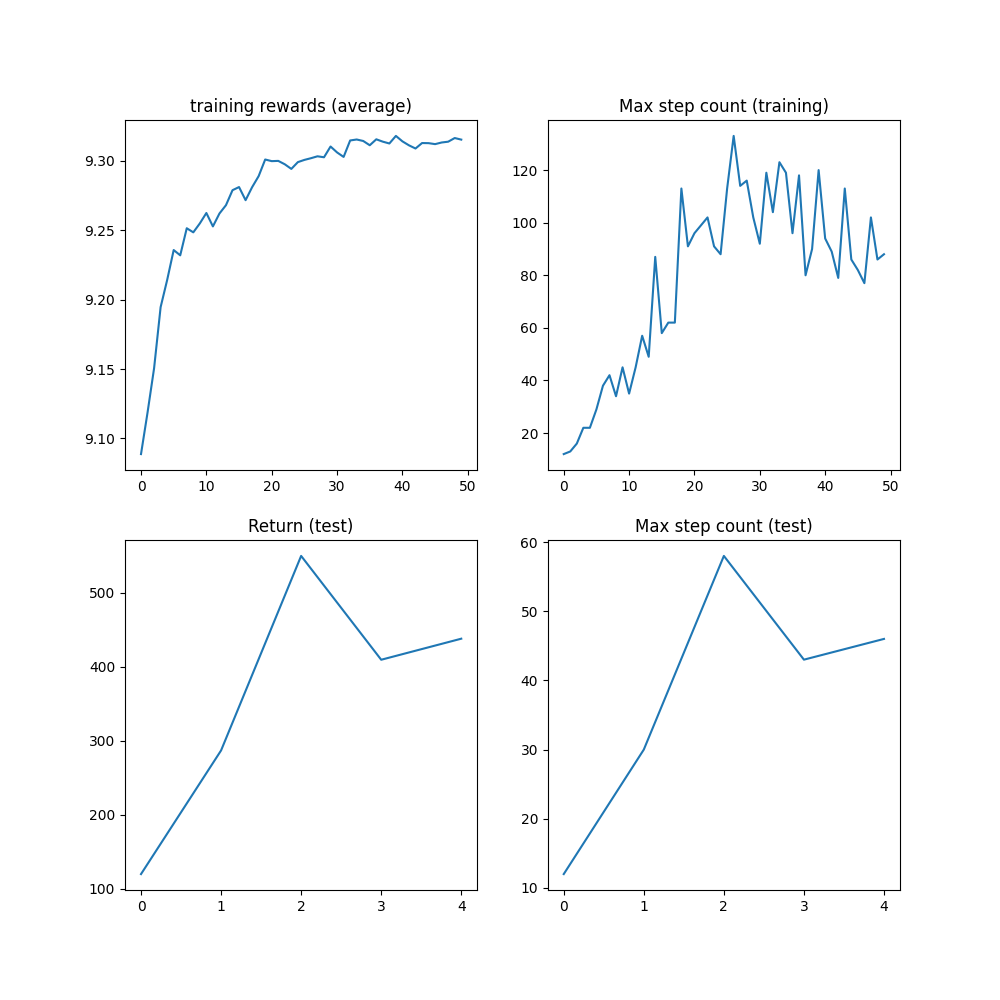 training rewards (average)
9.30
9.25
9.20
9.15
9.10
0 10 20 30 40 50
Max step count (training)
120
100
80
60
40
20
0 10 20 30 40 50
Return (test)
500
400
300
200
100
0 1 2 3 4
Max step count (test)
60
50
40
30
20
10
0 1 2 3 4